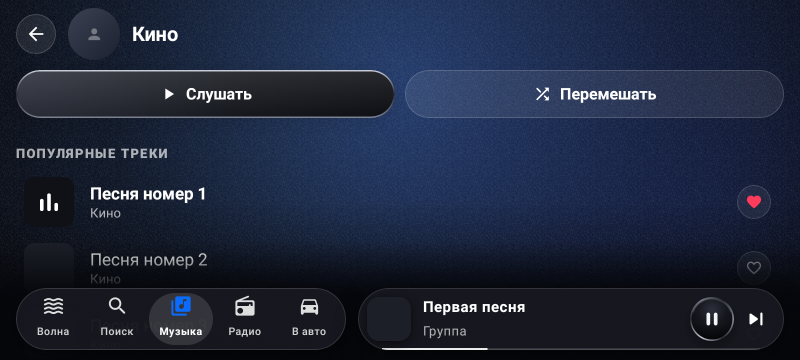 Кино
Слушать
Перемешать
ПОПУЛЯРНЫЕ ТРЕКИ
Песня номер 1
Кино
Песня номер 2
Кино
Волна
Поиск
Музыка
Радио
В авто
Первая песня
Группа